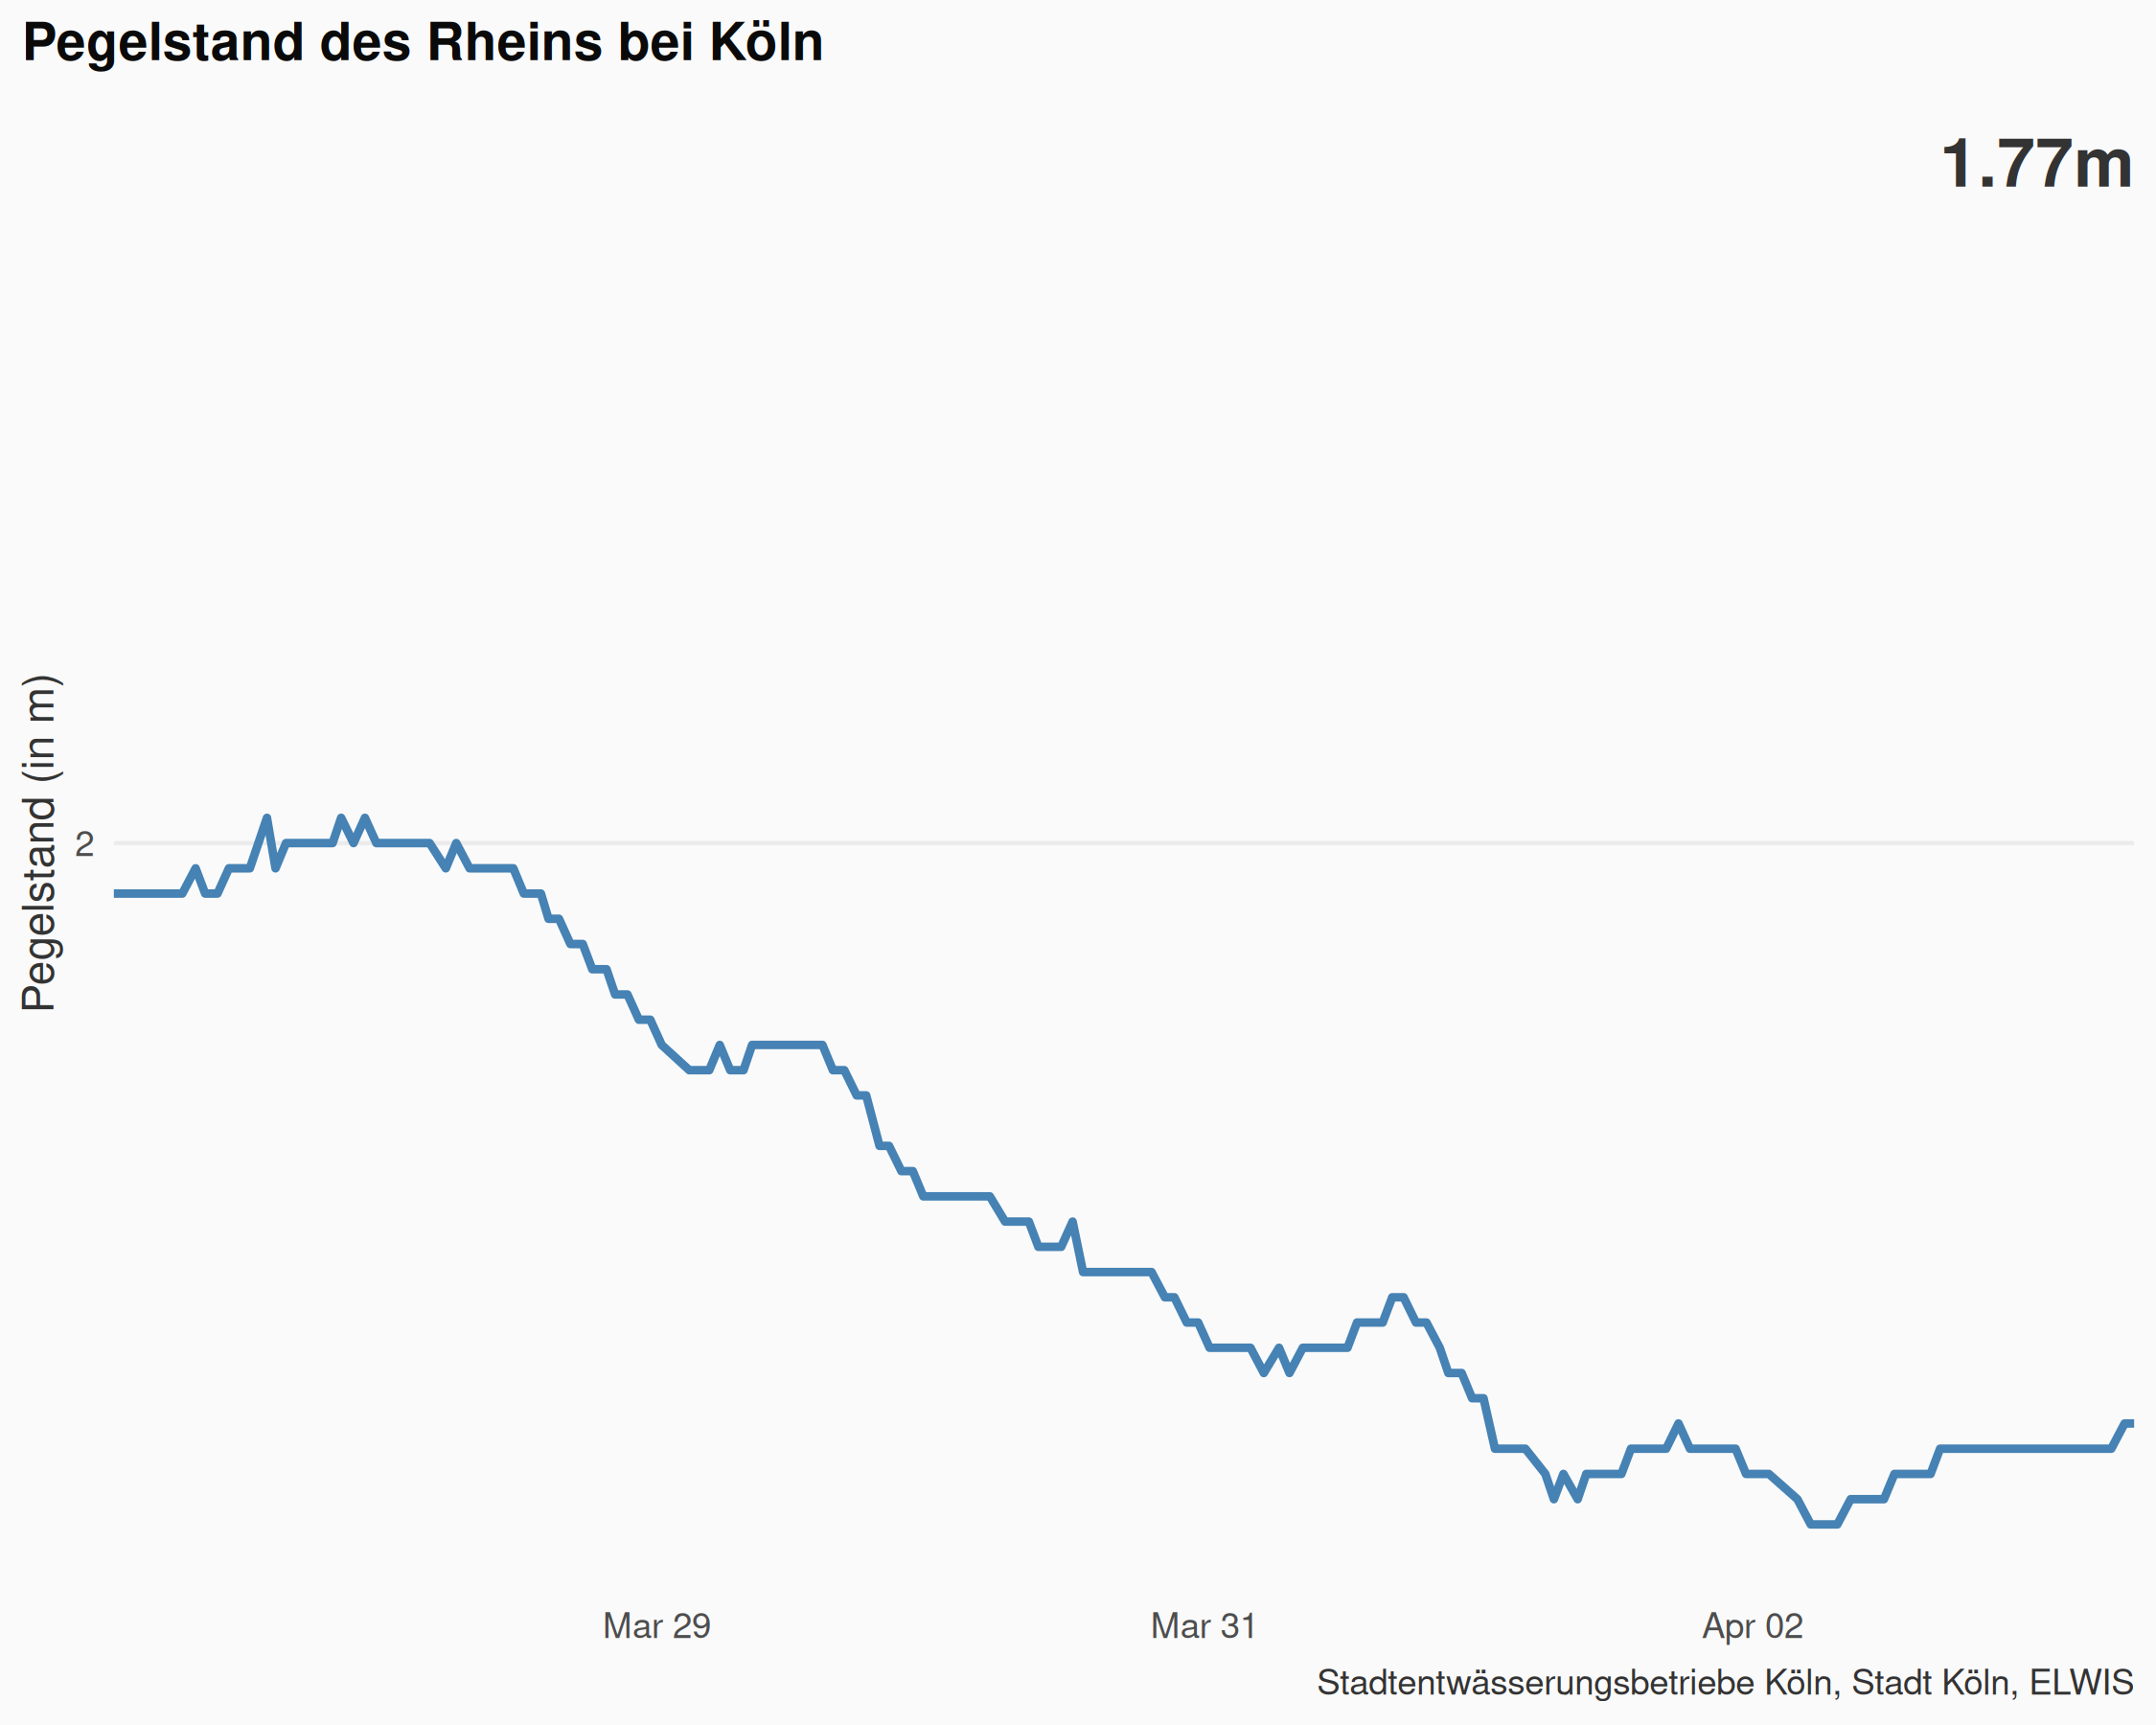 Pegelstand des Rheins bei Köln
1.77m
Pegelstand (in m)
2
Mar 29
Mar 31
Apr 02
Stadtentwässerungsbetriebe Köln, Stadt Köln, ELWIS